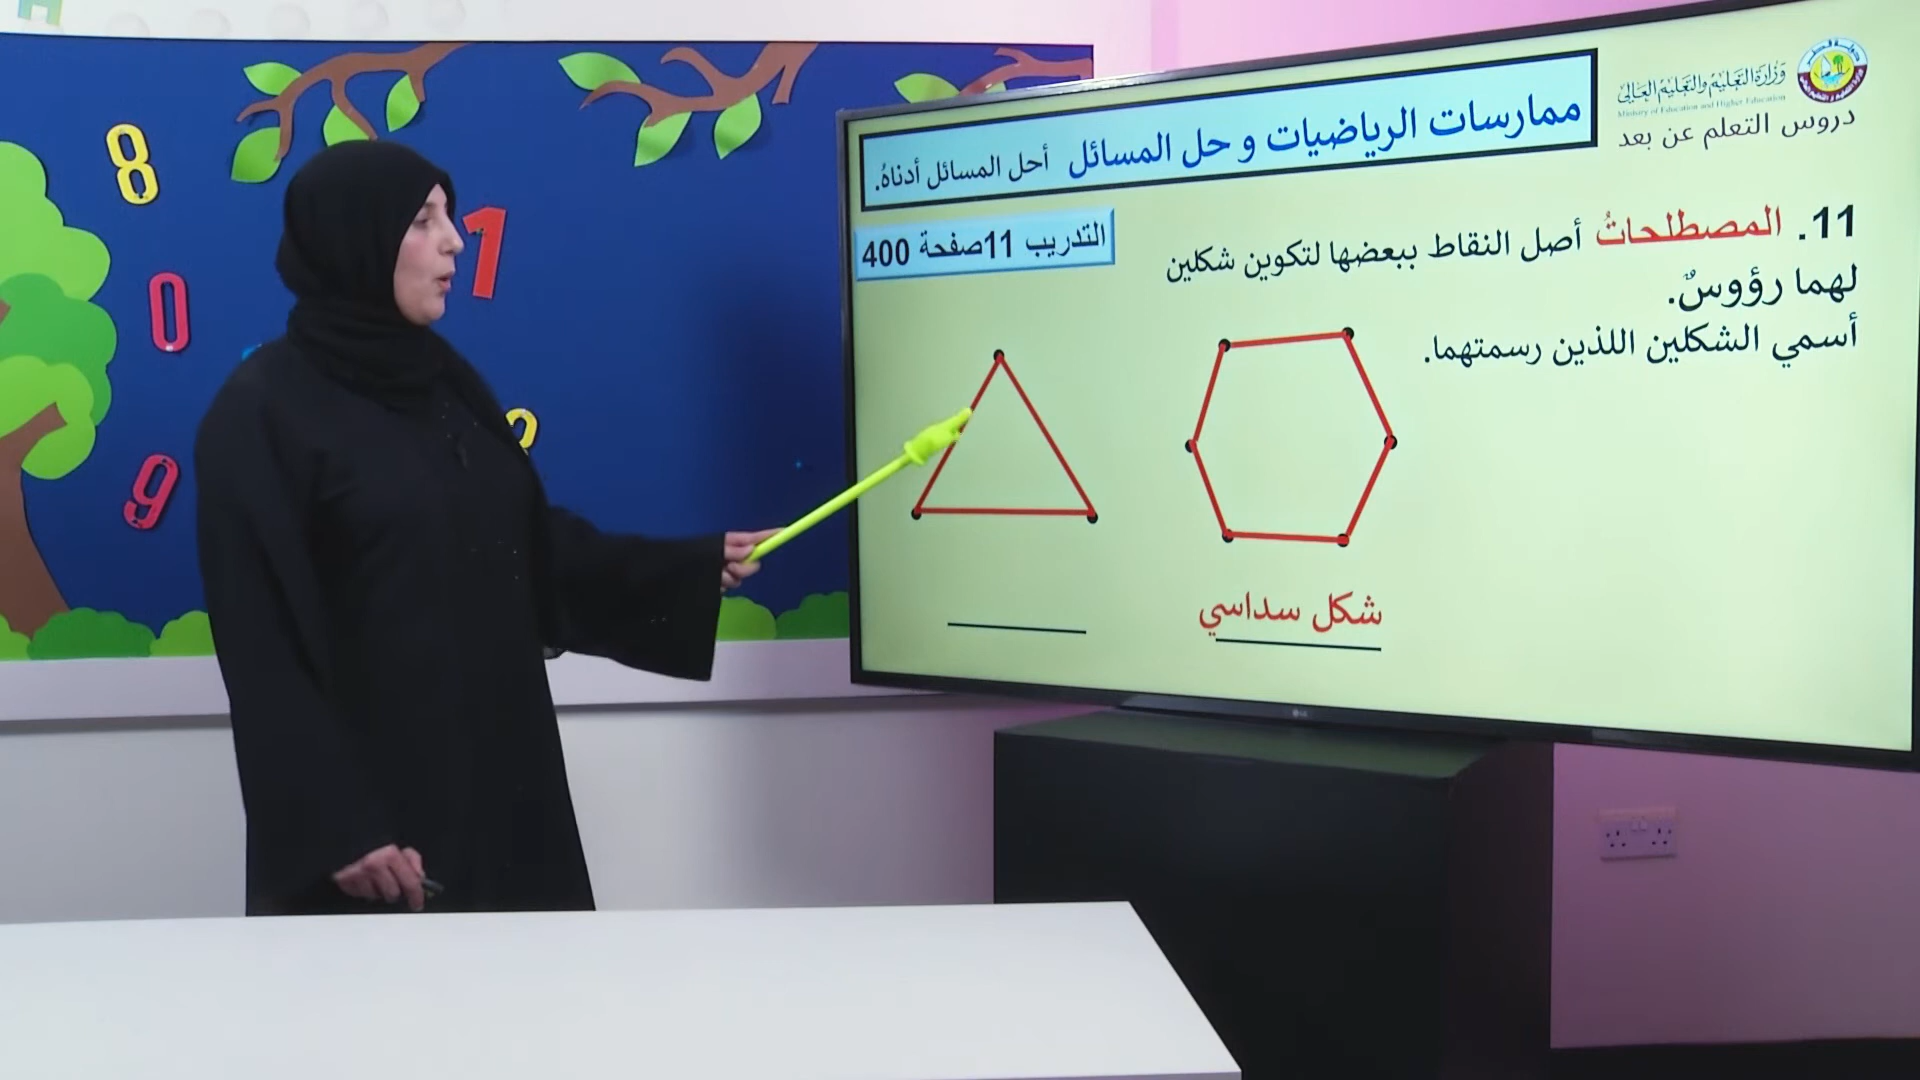 وزارة التعليم والتعليم العالي
Ministry of Education and Higher Education
دروس التعلم عن بعد
ممارسات الرياضيات و حل المسائل أحل المسائل أدناهُ.
التدريب 11صفحة 400
11. المصطلحاتُ أصل النقاط ببعضها لتكوين شكلين
لهما رؤوسٌ.
أسمي الشكلين اللذين رسمتهما.
شكل سداسي
8
1
0
9
2
LG